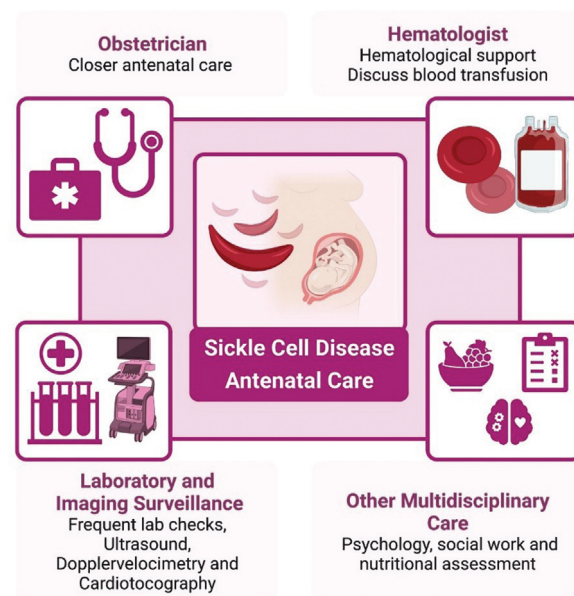 Obstetrician
Closer antenatal care
Hematologist
Hematological support
Discuss blood transfusion
Sickle Cell Disease
Antenatal Care
Laboratory and
Imaging Surveillance
Frequent lab checks,
Ultrasound,
Dopplervelocimetry and
Cardiotocography
Other Multidisciplinary
Care
Psychology, social work and
nutritional assessment